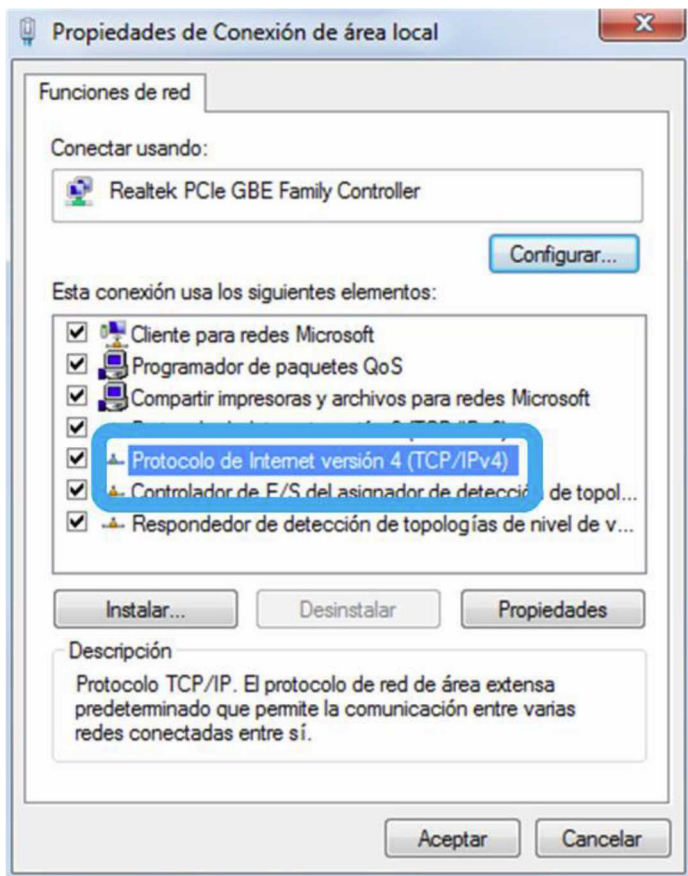 Propiedades de Conexión de área local
Funciones de red
Conectar usando:
Realtek PCIe GBE Family Controller
Configurar...
Esta conexión usa los siguientes elementos:
Cliente para redes Microsoft
Programador de paquetes QoS
Compartir impresoras y archivos para redes Microsoft
Protocolo de Internet versión 4 (TCP/IPv4)
Controlador de E/S del asignador de detección de topol...
Respondedor de detección de topologías de nivel de v...
Instalar...
Desinstalar
Propiedades
Descripción
Protocolo TCP/IP. El protocolo de red de área extensa
predeterminado que permite la comunicación entre varias
redes conectadas entre sí.
Aceptar
Cancelar